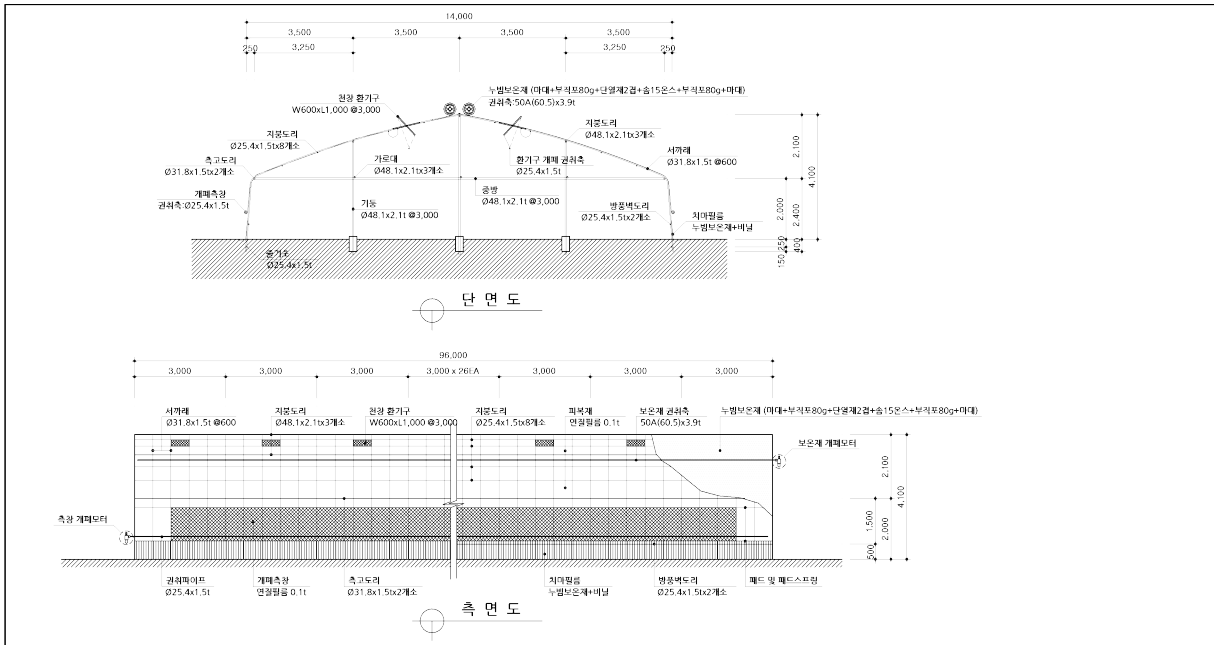 14,000
3,500 3,500 3,500 3,500
250 3,250 3,250 250
누빔보온재 (마대+부직포80g+단열재2겹+솜15온스+부직포80g+마대)
권취축:50A(60.5)x3.9t
천창 환기구
W600xL1,000 @3,000
지붕도리
Ø25.4x1.5tx8개소
지붕도리
Ø48.1x2.1tx3개소
측고도리
Ø31.8x1.5tx2개소
가로대
Ø48.1x2.1tx3개소
환기구 개폐 권취축
Ø25.4x1.5t
서까래
Ø31.8x1.5t @600
개폐측창
권취축:Ø25.4x1.5t
기둥
Ø48.1x2.1t @3,000
중방
Ø48.1x2.1t @3,000
방풍벽도리
Ø25.4x1.5tx2개소
치마필름
누빔보온재+비닐
줄기초
Ø25.4x1.5t
2,100
4,100
2,000
2,400
250
150
400
단 면 도
96,000
3,000 3,000 3,000 3,000 x 26EA 3,000 3,000 3,000
서까래
Ø31.8x1.5t @600
지붕도리
Ø48.1x2.1tx3개소
천창 환기구
W600xL1,000 @3,000
지붕도리
Ø25.4x1.5tx8개소
피복재
연질필름 0.1t
보온재 권취축
50A(60.5)x3.9t
누빔보온재 (마대+부직포80g+단열재2겹+솜15온스+부직포80g+마대)
보온재 개폐모터
측창 개폐모터
2,100
4,100
1,500
2,000
500
권취파이프
Ø25.4x1.5t
개폐측창
연질필름 0.1t
측고도리
Ø31.8x1.5tx2개소
치마필름
누빔보온재+비닐
방풍벽도리
Ø25.4x1.5tx2개소
패드 및 패드스프링
측 면 도